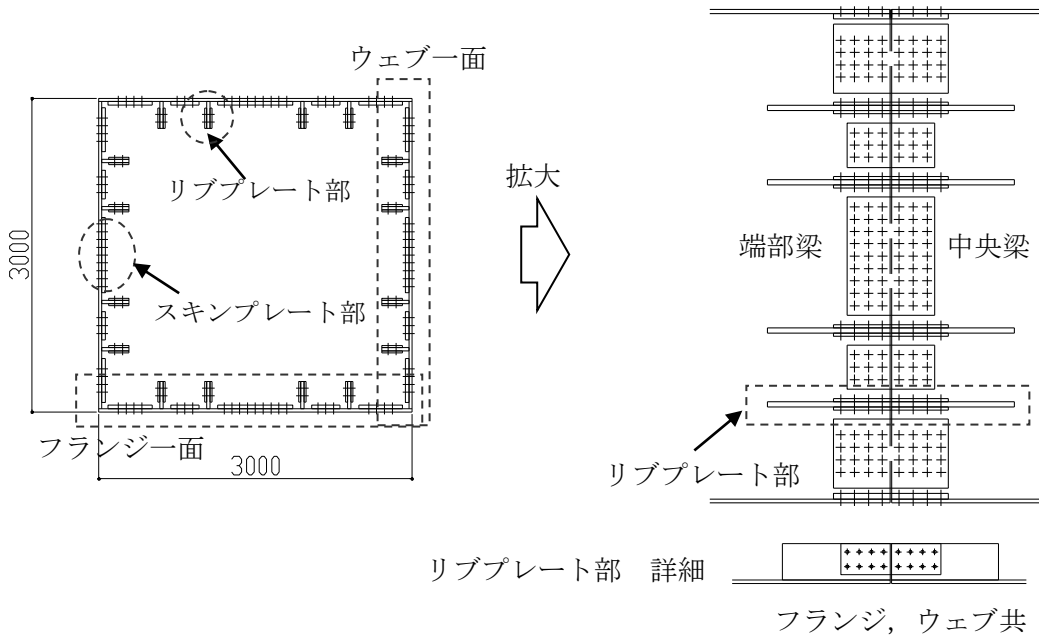 ウェブ一面
リブプレート部
3000
スキンプレート部
フランジ一面
3000
拡大
端部梁
中央梁
リブプレート部
リブプレート部 詳細
フランジ，ウェブ共